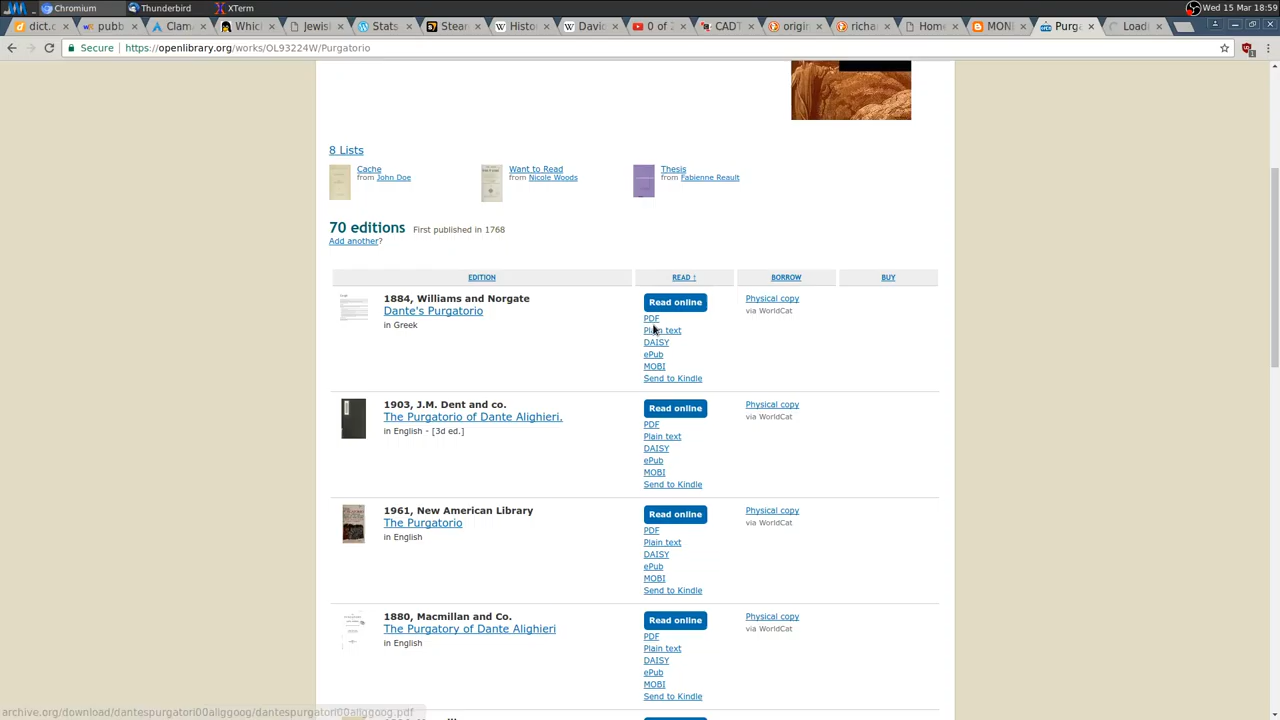 Chromium
Thunderbird
XTerm
Wed 15 Mar 18:59
dict.c
pubb
Clam
Whic
Jewish
Stats
Stear
Histo
David
0 of
CADT
origin
richar
Home
MON
Purga
Loadi
Secure
https://openlibrary.org/works/OL93224W/Purgatorio
8 Lists
Cache
from John Doe
Want to Read
from Nicole Woods
Thesis
from Fabienne Reault
70 editions First published in 1768
Add another?
EDITION READ ↑ BORROW BUY
1884, Williams and Norgate
Dante's Purgatorio
in Greek
Read online
PDF
Plain text
DAISY
ePub
MOBI
Send to Kindle
Physical copy
via WorldCat
1903, J.M. Dent and co.
The Purgatorio of Dante Alighieri.
in English - [3d ed.]
Read online
PDF
Plain text
DAISY
ePub
MOBI
Send to Kindle
Physical copy
via WorldCat
1961, New American Library
The Purgatorio
in English
Read online
PDF
Plain text
DAISY
ePub
MOBI
Send to Kindle
Physical copy
via WorldCat
1880, Macmillan and Co.
The Purgatory of Dante Alighieri
in English
Read online
PDF
Plain text
DAISY
ePub
MOBI
Send to Kindle
Physical copy
via WorldCat
archive.org/download/dantespurgatori00aliggoog/dantespurgatori00aliggoog.pdf